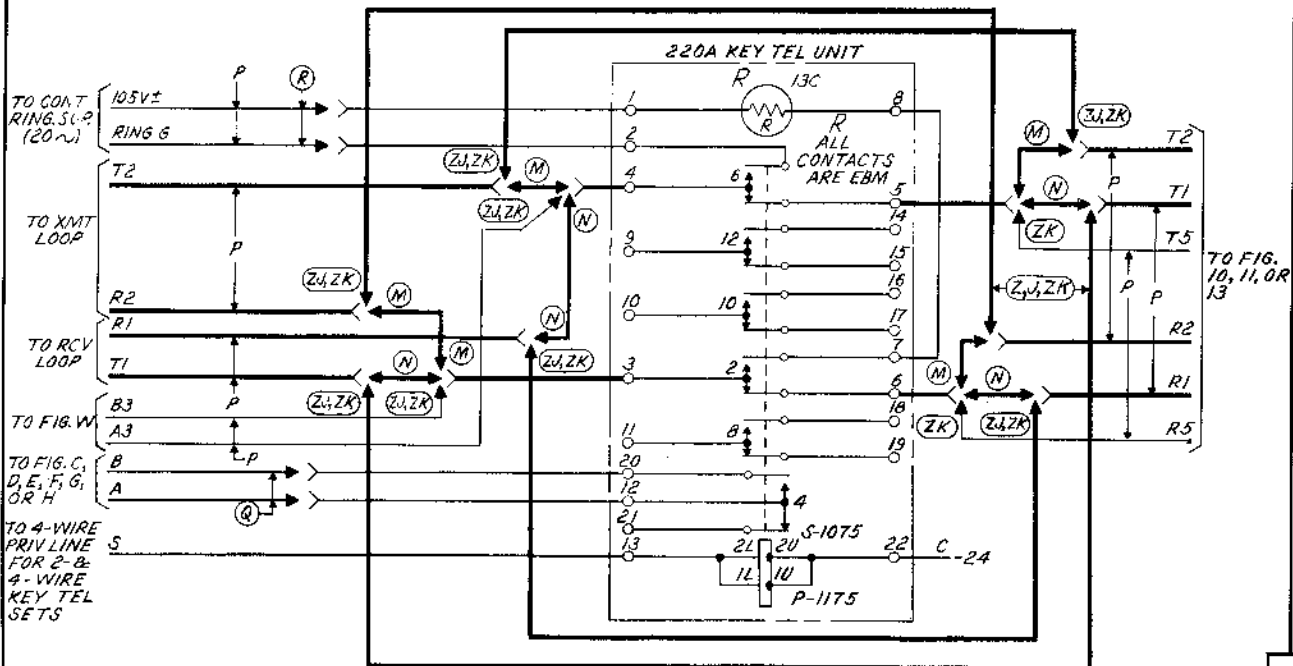 220A KEY TEL UNIT
TO CONT
RING. SUP.
(20~)
105V±
RING G
P
R
1
2
R
13C
R
8
R
ALL
CONTACTS
ARE EBM
TO XMT
LOOP
T2
P
R2
ZJ,ZK
M
ZJ,ZK
N
4
6
5
14
9
12
15
16
10
10
17
7
ZJ,ZK
M
TO RCV
LOOP
R1
T1
N
M
N
ZJ,ZK
ZJ,ZK
ZJ,ZK
3
2
6
18
TO FIG. W
B3
A3
P
P
11
8
19
TO FIG. C,
D, E, F, G,
OR H
B
A
Q
20
12
21
4
TO 4-WIRE
PRIV LINE
FOR 2- &
4-WIRE
KEY TEL
SETS
S
13
S-1075
2L
2U
1L
1U
P-1175
22
C
-24
ZJ,ZK
M
N
ZK
T2
T1
T5
P
P
P
Z,J,ZK
TO FIG.
10, 11, OR
13
M
N
ZK
ZJ,ZK
R2
R1
R5